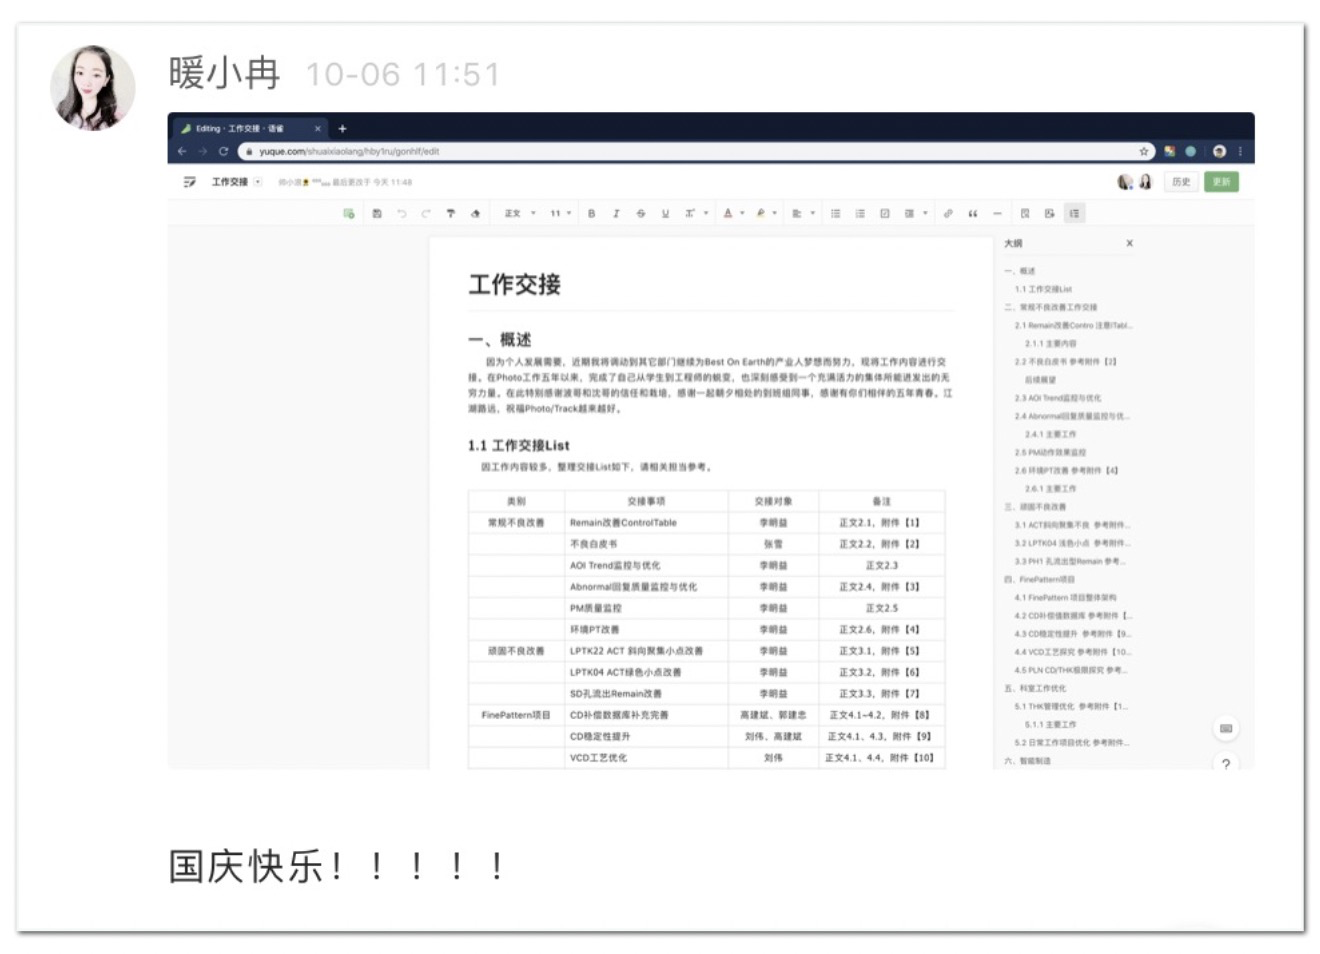 暖小冉 10-06 11:51
Editing · 工作交接 · 语雀
yuque.com/shuaixiaolang/hby1ru/gonhlf/edit
工作交接
最后更改于 今天 11:48
历史 更新
正文 11 B I S U
大纲
工作交接
一、概述
因为个人发展需要，近期我将调动到其它部门继续为Best On Earth的产业人梦想而努力，现将工作内容进行交
接。在Photo工作五年以来，完成了自己从学生到工程师的蜕变，也深刻感受到一个充满活力的集体所能迸发出的无
穷力量。在此特别感谢波哥和沈哥的信任和栽培，感谢一起朝夕相处的到班组同事，感谢有你们相伴的五年青春。江
湖路远，祝福Photo/Track越来越好。
1.1 工作交接List
因工作内容较多，整理交接List如下，请相关担当参考。
类别 交接事项 交接对象 备注
常规不良改善 Remain改善ControlTable 李明益 正文2.1，附件【1】
不良白皮书 张雪 正文2.2，附件【2】
AOI Trend监控与优化 李明益 正文2.3
Abnormal回复质量监控与优化 李明益 正文2.4，附件【3】
PM质量监控 李明益 正文2.5
环境PT改善 李明益 正文2.6，附件【4】
顽固不良改善 LPTK22 ACT 斜向聚集小点改善 李明益 正文3.1，附件【5】
LPTK04 ACT绿色小点改善 李明益 正文3.2，附件【6】
SD孔流出Remain改善 李明益 正文3.3，附件【7】
FinePattern项目 CD补偿数据库补充完善 高建斌、郭建忠 正文4.1~4.2，附件【8】
CD稳定性提升 刘伟、高建斌 正文4.1、4.3，附件【9】
VCD工艺优化 刘伟 正文4.1、4.4，附件【10】
一、概述
1.1 工作交接List
二、常规不良改善工作交接
2.1 Remain改善Contro 注意!Tabl...
2.1.1 主要内容
2.2 不良白皮书 参考附件【2】
后续展望
2.3 AOI Trend监控与优化
2.4 Abnormal回复质量监控与优...
2.4.1 主要工作
2.5 PM动作效果监控
2.6 环境PT改善 参考附件【4】
2.6.1 主要工作
三、顽固不良改善
3.1 ACT斜向聚集不良 参考附件...
3.2 LPTK04 浅色小点 参考附件...
3.3 PH1 孔流出型Remain 参考...
四、FinePattern项目
4.1 FinePattern 项目整体架构
4.2 CD补偿值数据库 参考附件【...
4.3 CD稳定性提升 参考附件【9...
4.4 VCD工艺探究 参考附件【10...
4.5 PLN CD/THK极限探究 参考...
五、科室工作优化
5.1 THK管理优化 参考附件【1...
5.1.1 主要工作
5.2 日常工作项目优化 参考附件...
六、智能制造
国庆快乐！！！！！